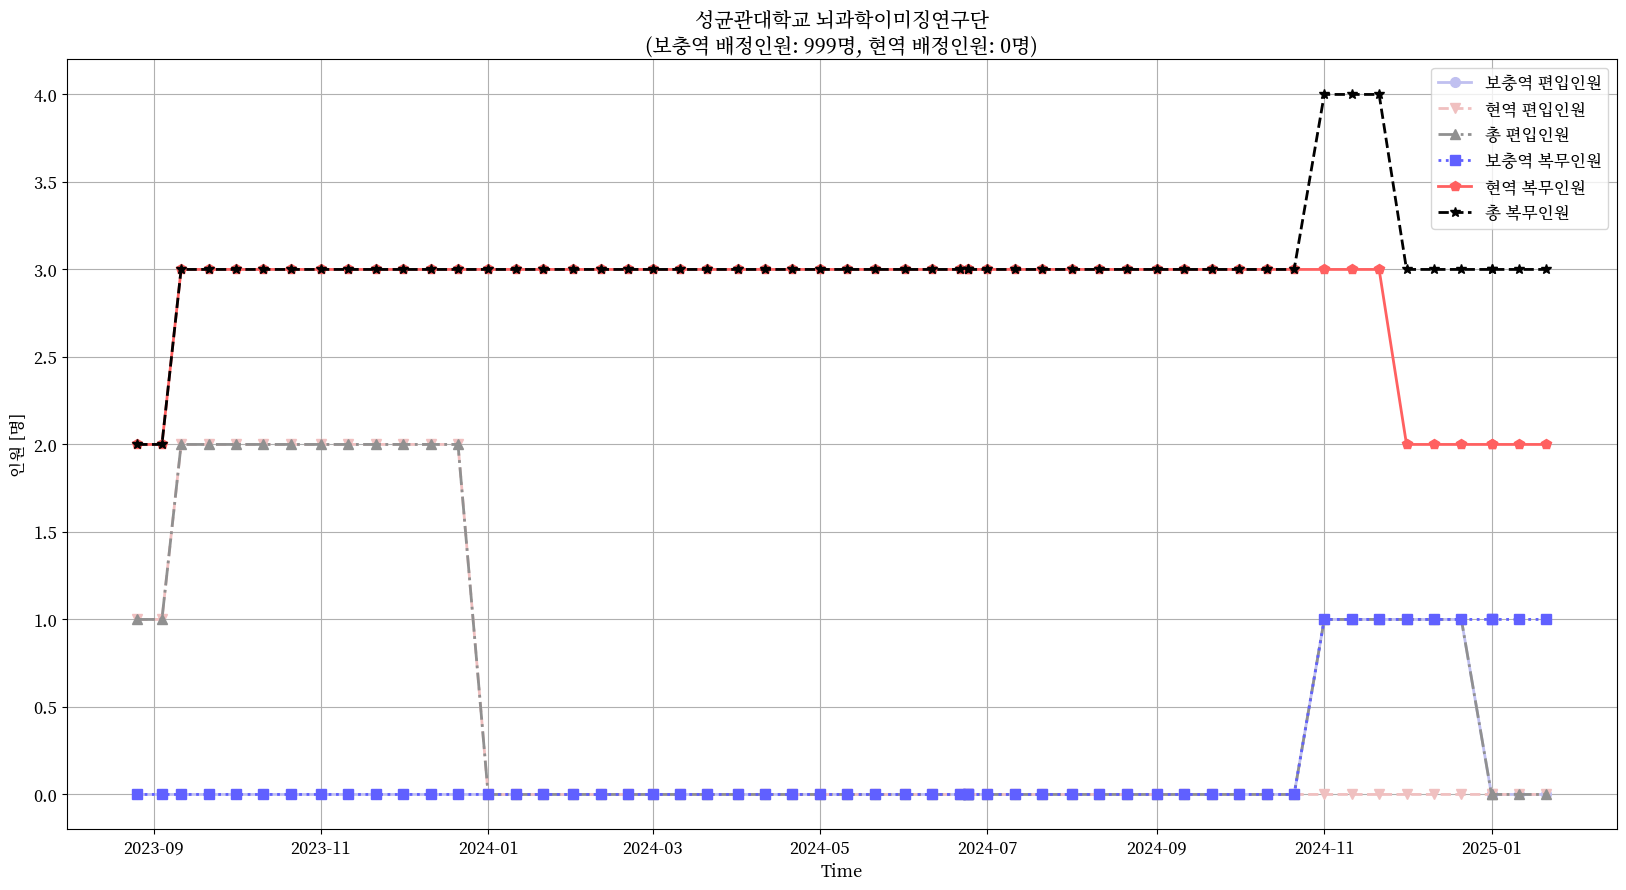 성균관대학교 뇌과학이미징연구단
(보충역 배정인원: 999명, 현역 배정인원: 0명)
보충역 편입인원
현역 편입인원
총 편입인원
보충역 복무인원
현역 복무인원
총 복무인원
인원 [명]
4.0
3.5
3.0
2.5
2.0
1.5
1.0
0.5
0.0
2023-09
2023-11
2024-01
2024-03
2024-05
2024-07
2024-09
2024-11
2025-01
Time